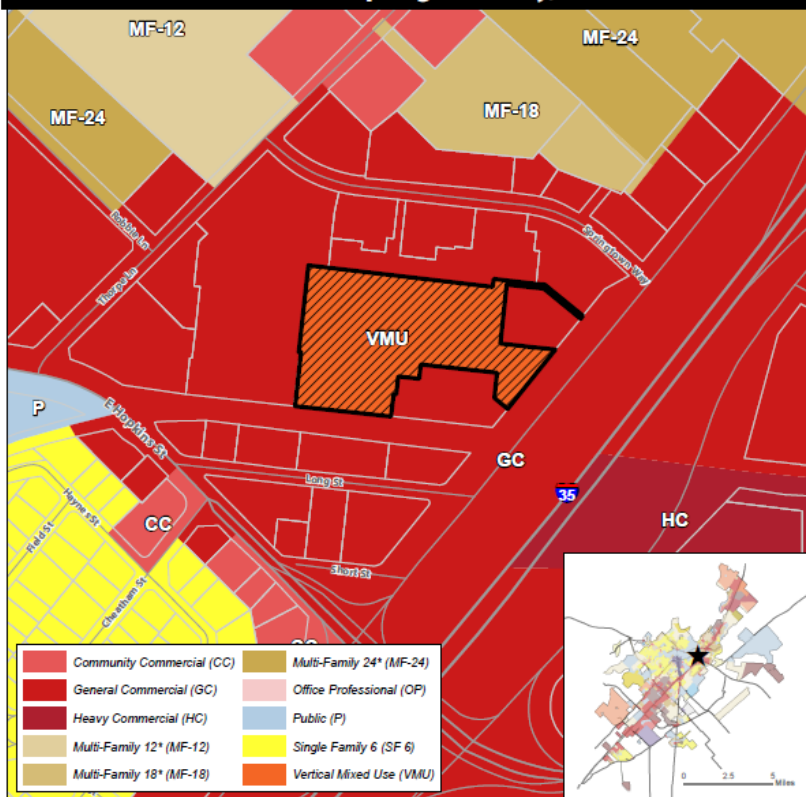 MF-12
MF-24
MF-24
MF-18
Robbie Ln
Thorpe Ln
Springtown Way
VMU
P
E Hopkins St
GC
35
Long St
Haynes St
CC
HC
Field St
Short St
Cheatham St
Community Commercial (CC)
General Commercial (GC)
Heavy Commercial (HC)
Multi-Family 12* (MF-12)
Multi-Family 18* (MF-18)
Multi-Family 24* (MF-24)
Office Professional (OP)
Public (P)
Single Family 6 (SF 6)
Vertical Mixed Use (VMU)
0 2.5 5
Miles